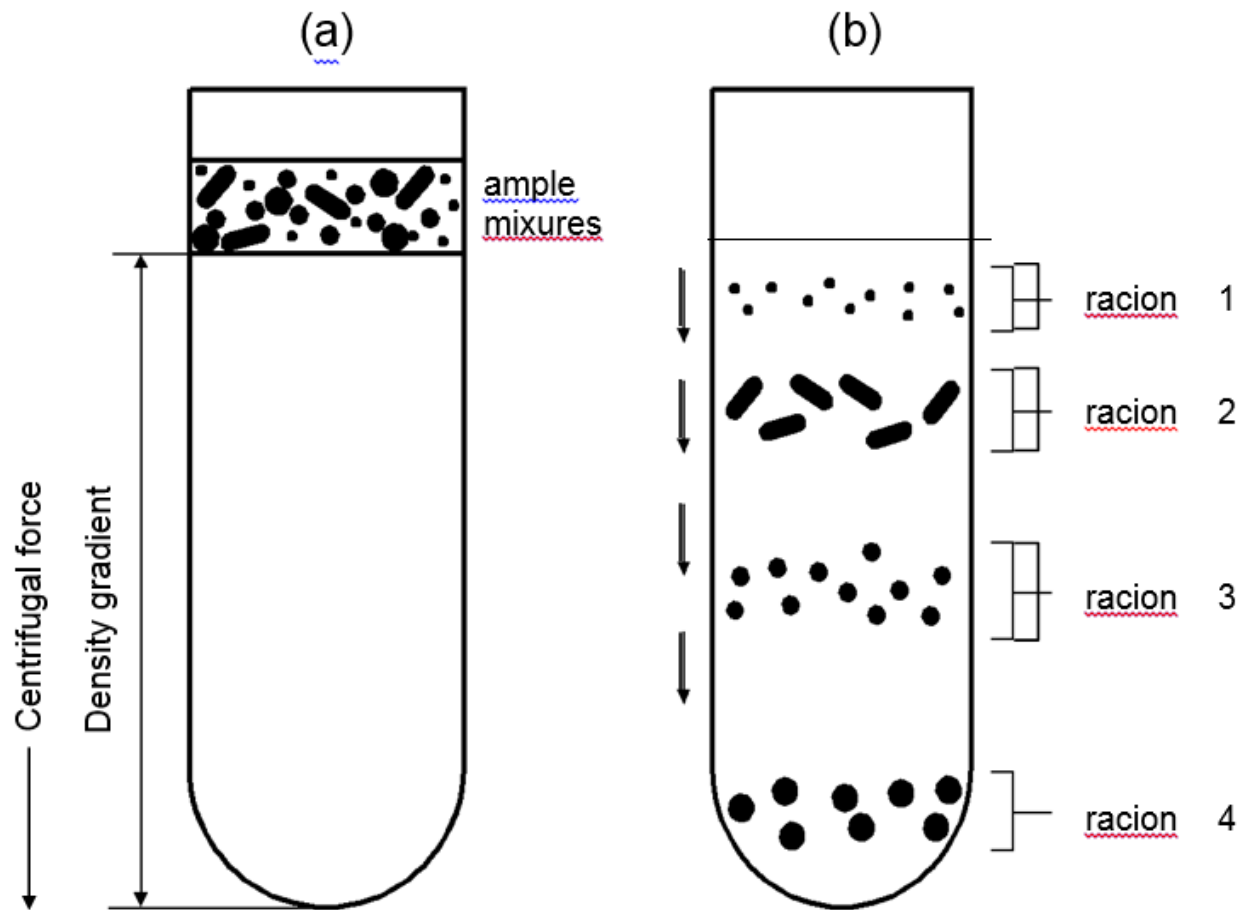 (a)
(b)
ample
mixures
Centrifugal force
Density gradient
racion 1
racion 2
racion 3
racion 4